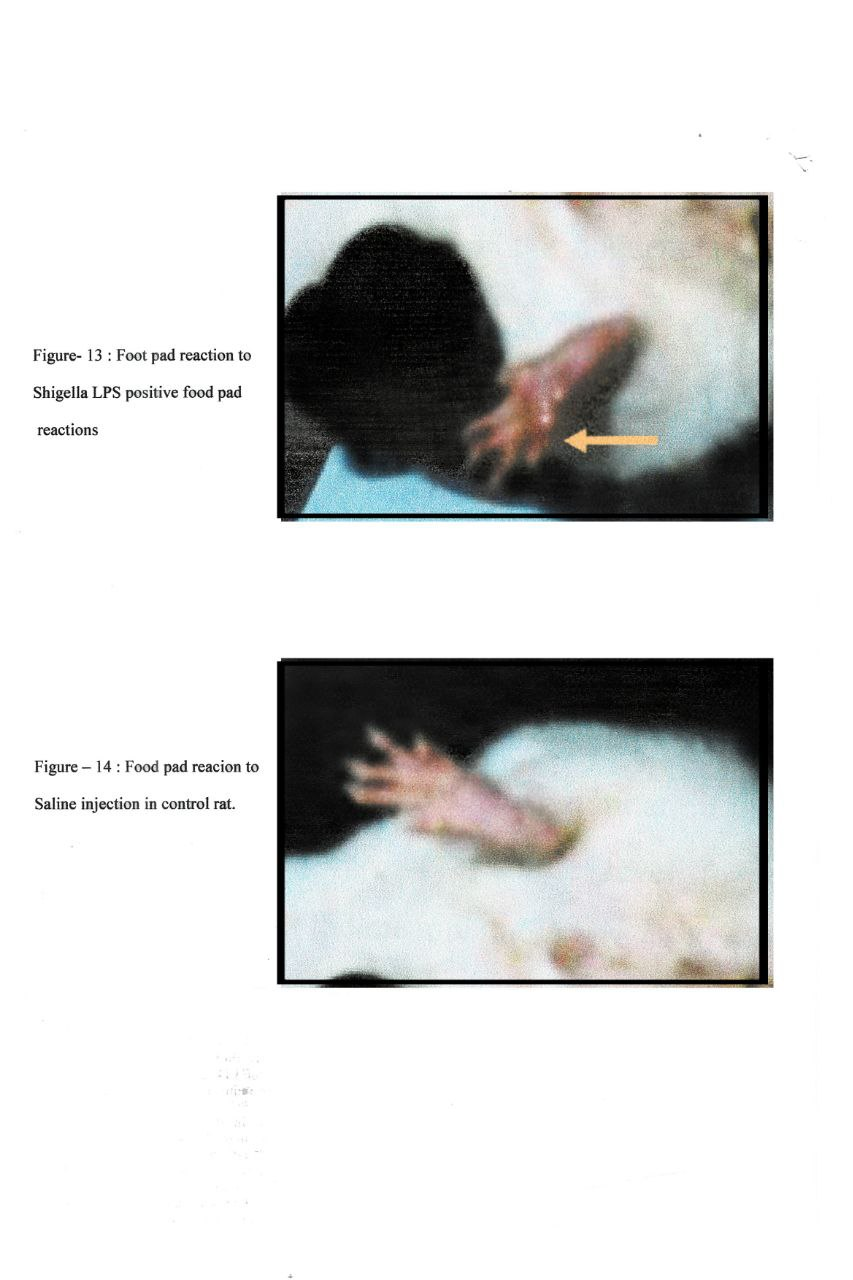 Figure- 13 : Foot pad reaction to
Shigella LPS positive food pad
reactions
Figure – 14 : Food pad reacion to
Saline injection in control rat.